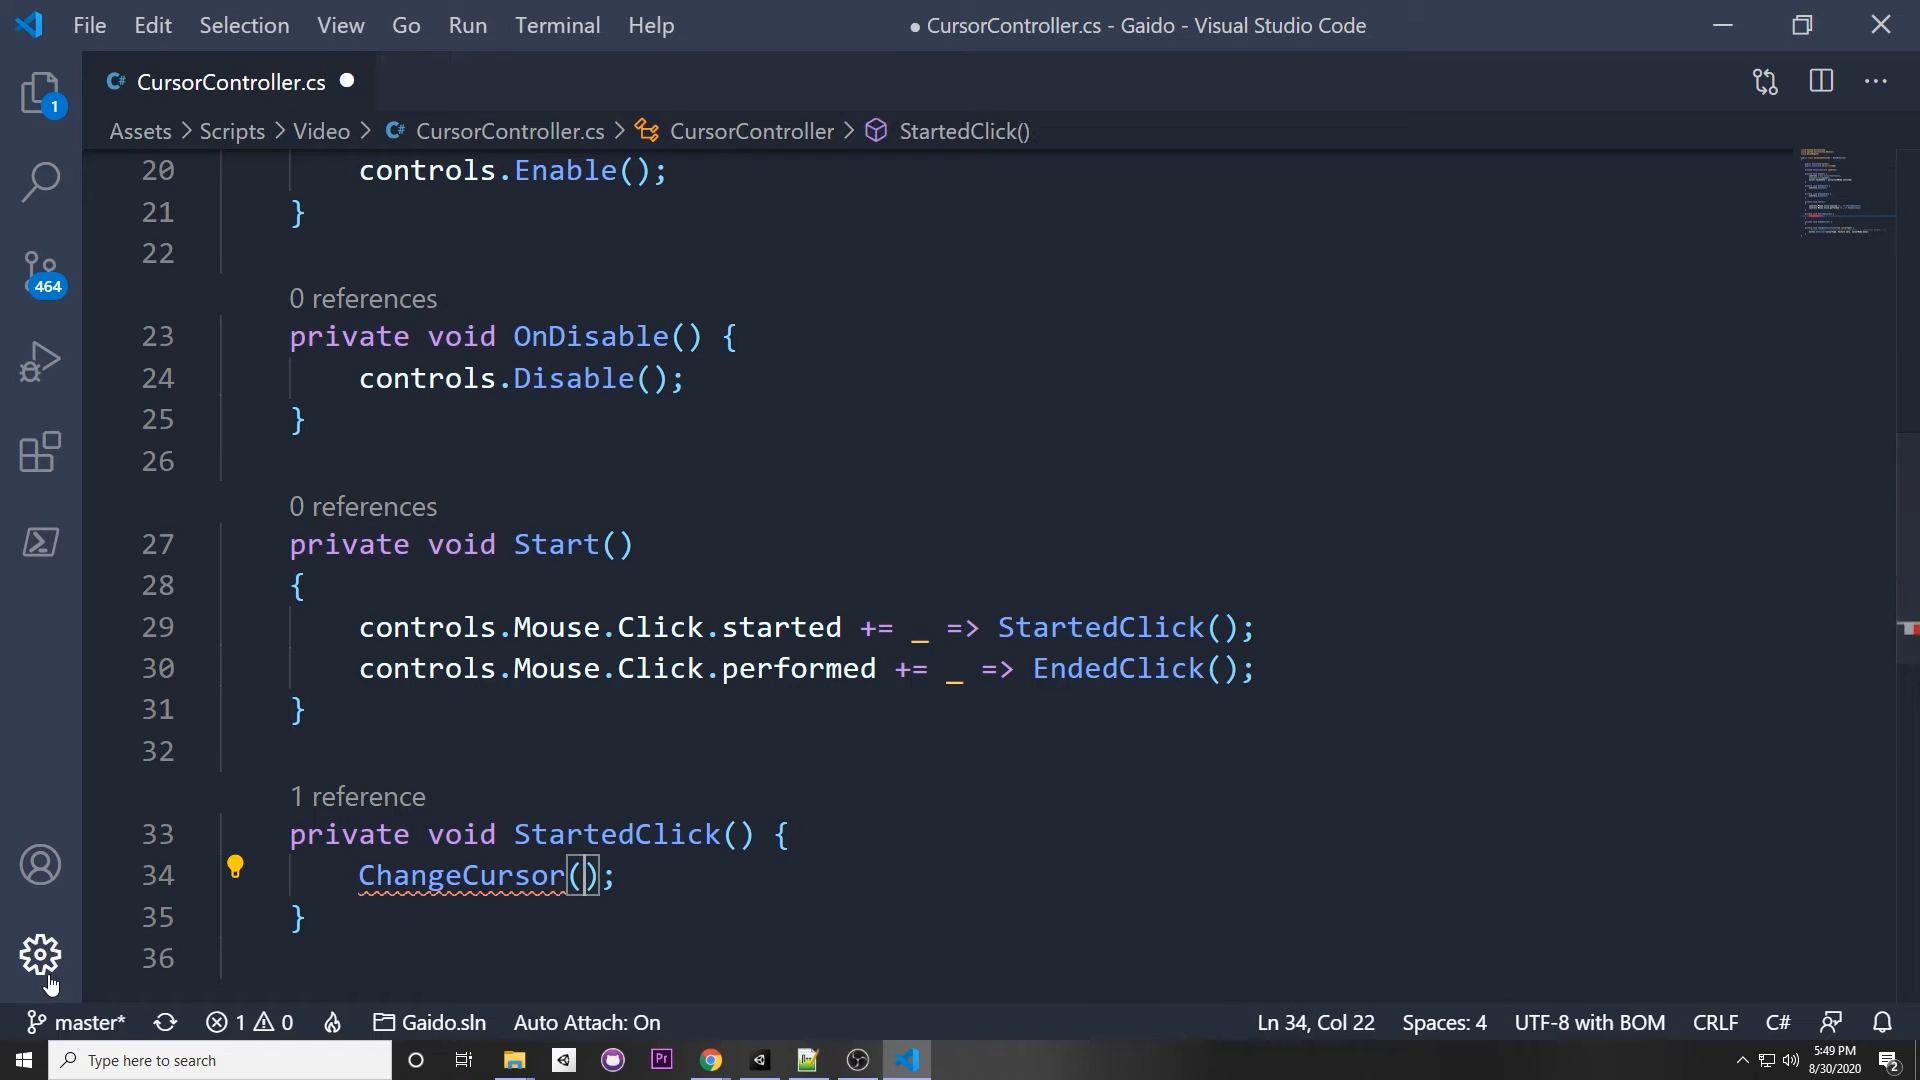 File Edit Selection View Go Run Terminal Help
● CursorController.cs - Gaido - Visual Studio Code
C# CursorController.cs
Assets > Scripts > Video > C# CursorController.cs > CursorController > StartedClick()
1
464
20 controls.Enable();
21 }
22
0 references
23 private void OnDisable() {
24 controls.Disable();
25 }
26
0 references
27 private void Start()
28 {
29 controls.Mouse.Click.started += _ => StartedClick();
30 controls.Mouse.Click.performed += _ => EndedClick();
31 }
32
1 reference
33 private void StartedClick() {
34 ChangeCursor();
35 }
36
master* 1 0 Gaido.sln Auto Attach: On Ln 34, Col 22 Spaces: 4 UTF-8 with BOM CRLF C#
Type here to search
Pr
5:49 PM
8/30/2020
2